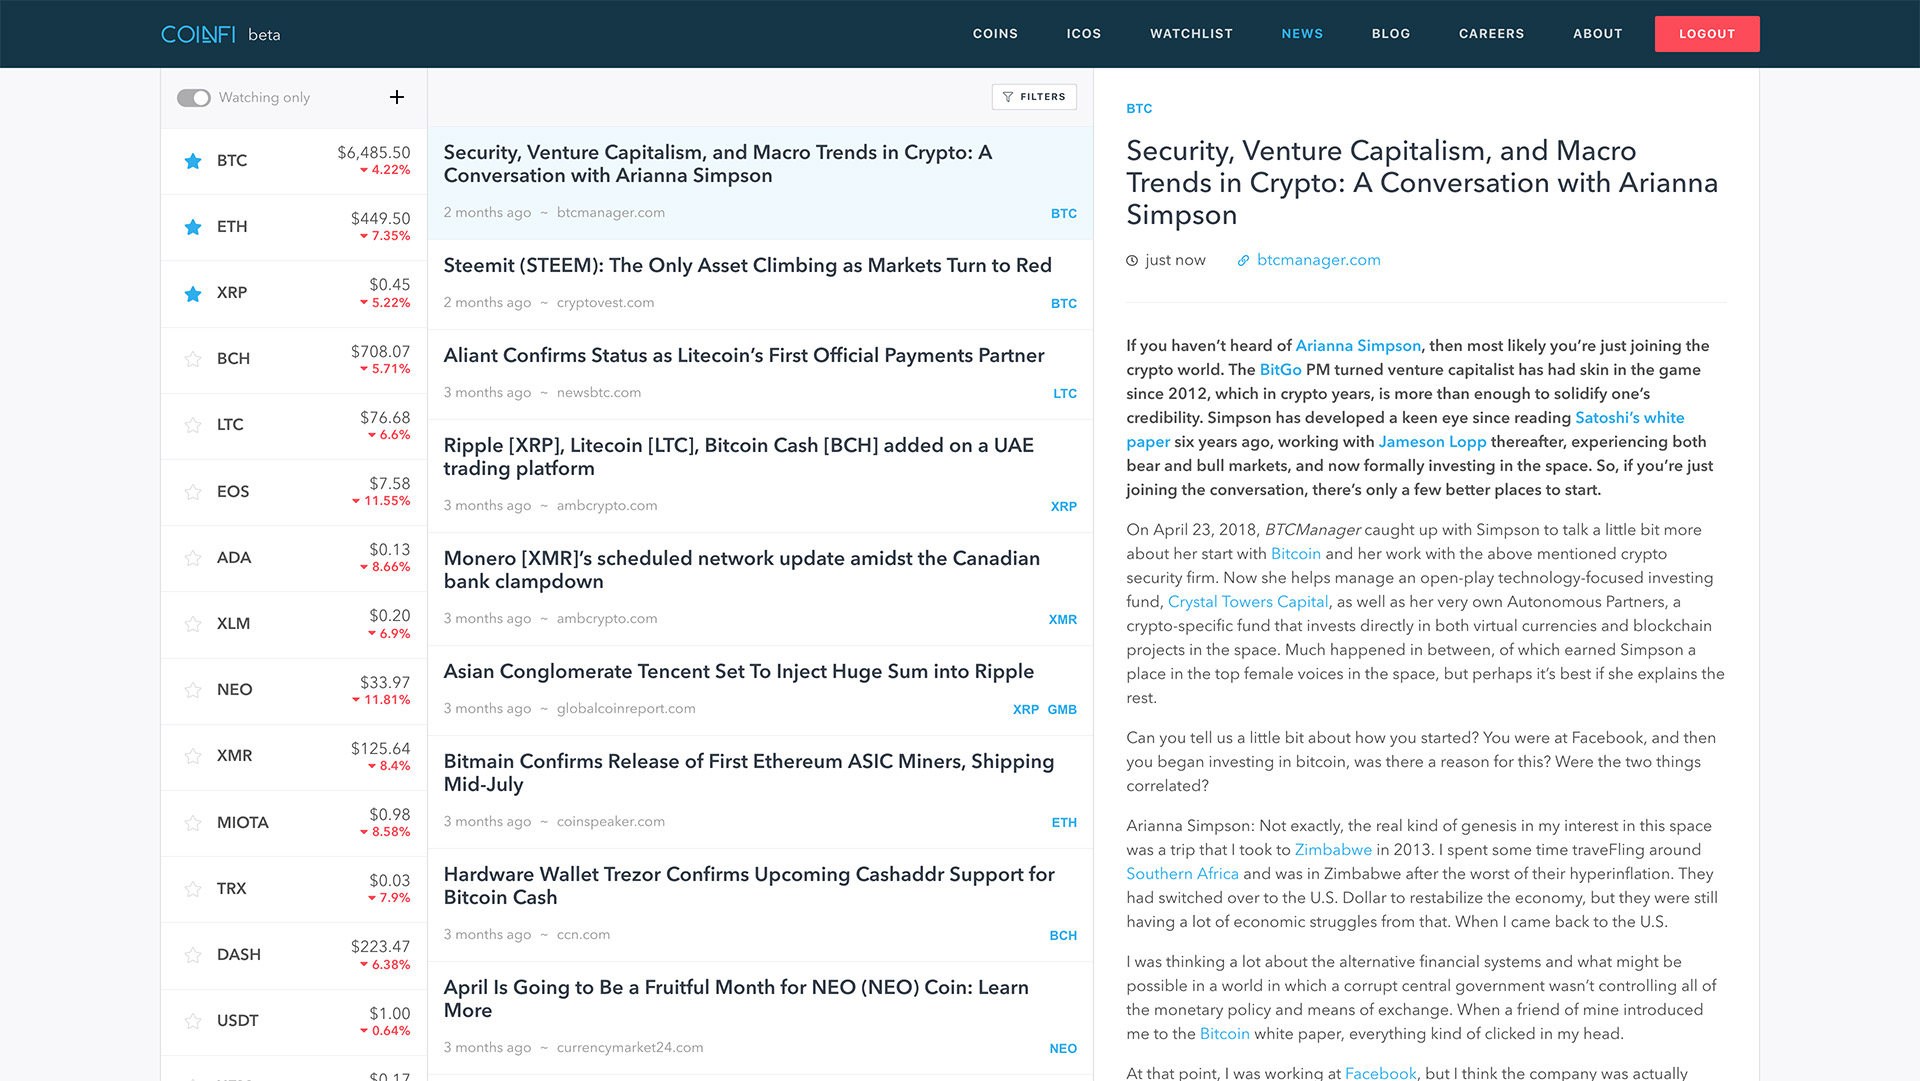 COINFI beta
COINS ICOS WATCHLIST NEWS BLOG CAREERS ABOUT LOGOUT
Watching only +
BTC $6,485.50
4.22%
ETH $449.50
7.35%
XRP $0.45
5.22%
BCH $708.07
5.71%
LTC $76.68
6.6%
EOS $7.58
11.55%
ADA $0.13
8.66%
XLM $0.20
6.9%
NEO $33.97
11.81%
XMR $125.64
8.4%
MIOTA $0.98
8.58%
TRX $0.03
7.9%
DASH $223.47
6.38%
USDT $1.00
0.64%
$0.17
FILTERS
Security, Venture Capitalism, and Macro Trends in Crypto: A
Conversation with Arianna Simpson
2 months ago ~ btcmanager.com BTC
Steemit (STEEM): The Only Asset Climbing as Markets Turn to Red
2 months ago ~ cryptovest.com BTC
Aliant Confirms Status as Litecoin’s First Official Payments Partner
3 months ago ~ newsbtc.com LTC
Ripple [XRP], Litecoin [LTC], Bitcoin Cash [BCH] added on a UAE
trading platform
3 months ago ~ ambcrypto.com XRP
Monero [XMR]’s scheduled network update amidst the Canadian
bank clampdown
3 months ago ~ ambcrypto.com XMR
Asian Conglomerate Tencent Set To Inject Huge Sum into Ripple
3 months ago ~ globalcoinreport.com XRP GMB
Bitmain Confirms Release of First Ethereum ASIC Miners, Shipping
Mid-July
3 months ago ~ coinspeaker.com ETH
Hardware Wallet Trezor Confirms Upcoming Cashaddr Support for
Bitcoin Cash
3 months ago ~ ccn.com BCH
April Is Going to Be a Fruitful Month for NEO (NEO) Coin: Learn
More
3 months ago ~ currencymarket24.com NEO
BTC
Security, Venture Capitalism, and Macro
Trends in Crypto: A Conversation with Arianna
Simpson
just now btcmanager.com
If you haven’t heard of Arianna Simpson, then most likely you’re just joining the
crypto world. The BitGo PM turned venture capitalist has had skin in the game
since 2012, which in crypto years, is more than enough to solidify one’s
credibility. Simpson has developed a keen eye since reading Satoshi’s white
paper six years ago, working with Jameson Lopp thereafter, experiencing both
bear and bull markets, and now formally investing in the space. So, if you’re just
joining the conversation, there’s only a few better places to start.
On April 23, 2018, BTCManager caught up with Simpson to talk a little bit more
about her start with Bitcoin and her work with the above mentioned crypto
security firm. Now she helps manage an open-play technology-focused investing
fund, Crystal Towers Capital, as well as her very own Autonomous Partners, a
crypto-specific fund that invests directly in both virtual currencies and blockchain
projects in the space. Much happened in between, of which earned Simpson a
place in the top female voices in the space, but perhaps it’s best if she explains the
rest.
Can you tell us a little bit about how you started? You were at Facebook, and then
you began investing in bitcoin, was there a reason for this? Were the two things
correlated?
Arianna Simpson: Not exactly, the real kind of genesis in my interest in this space
was a trip that I took to Zimbabwe in 2013. I spent some time traveFling around
Southern Africa and was in Zimbabwe after the worst of their hyperinflation. They
had switched over to the U.S. Dollar to restabilize the economy, but they were still
having a lot of economic struggles from that. When I came back to the U.S.
I was thinking a lot about the alternative financial systems and what might be
possible in a world in which a corrupt central government wasn’t controlling all of
the monetary policy and means of exchange. When a friend of mine introduced
me to the Bitcoin white paper, everything kind of clicked in my head.
At that point, I was working at Facebook, but I think the company was actually